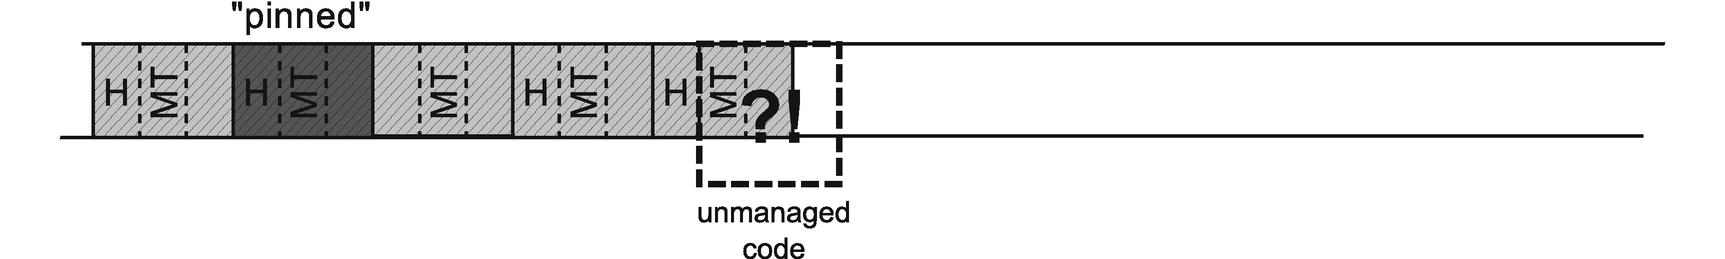 "pinned"
H MT H MT MT H MT H MT ?!
unmanaged
code